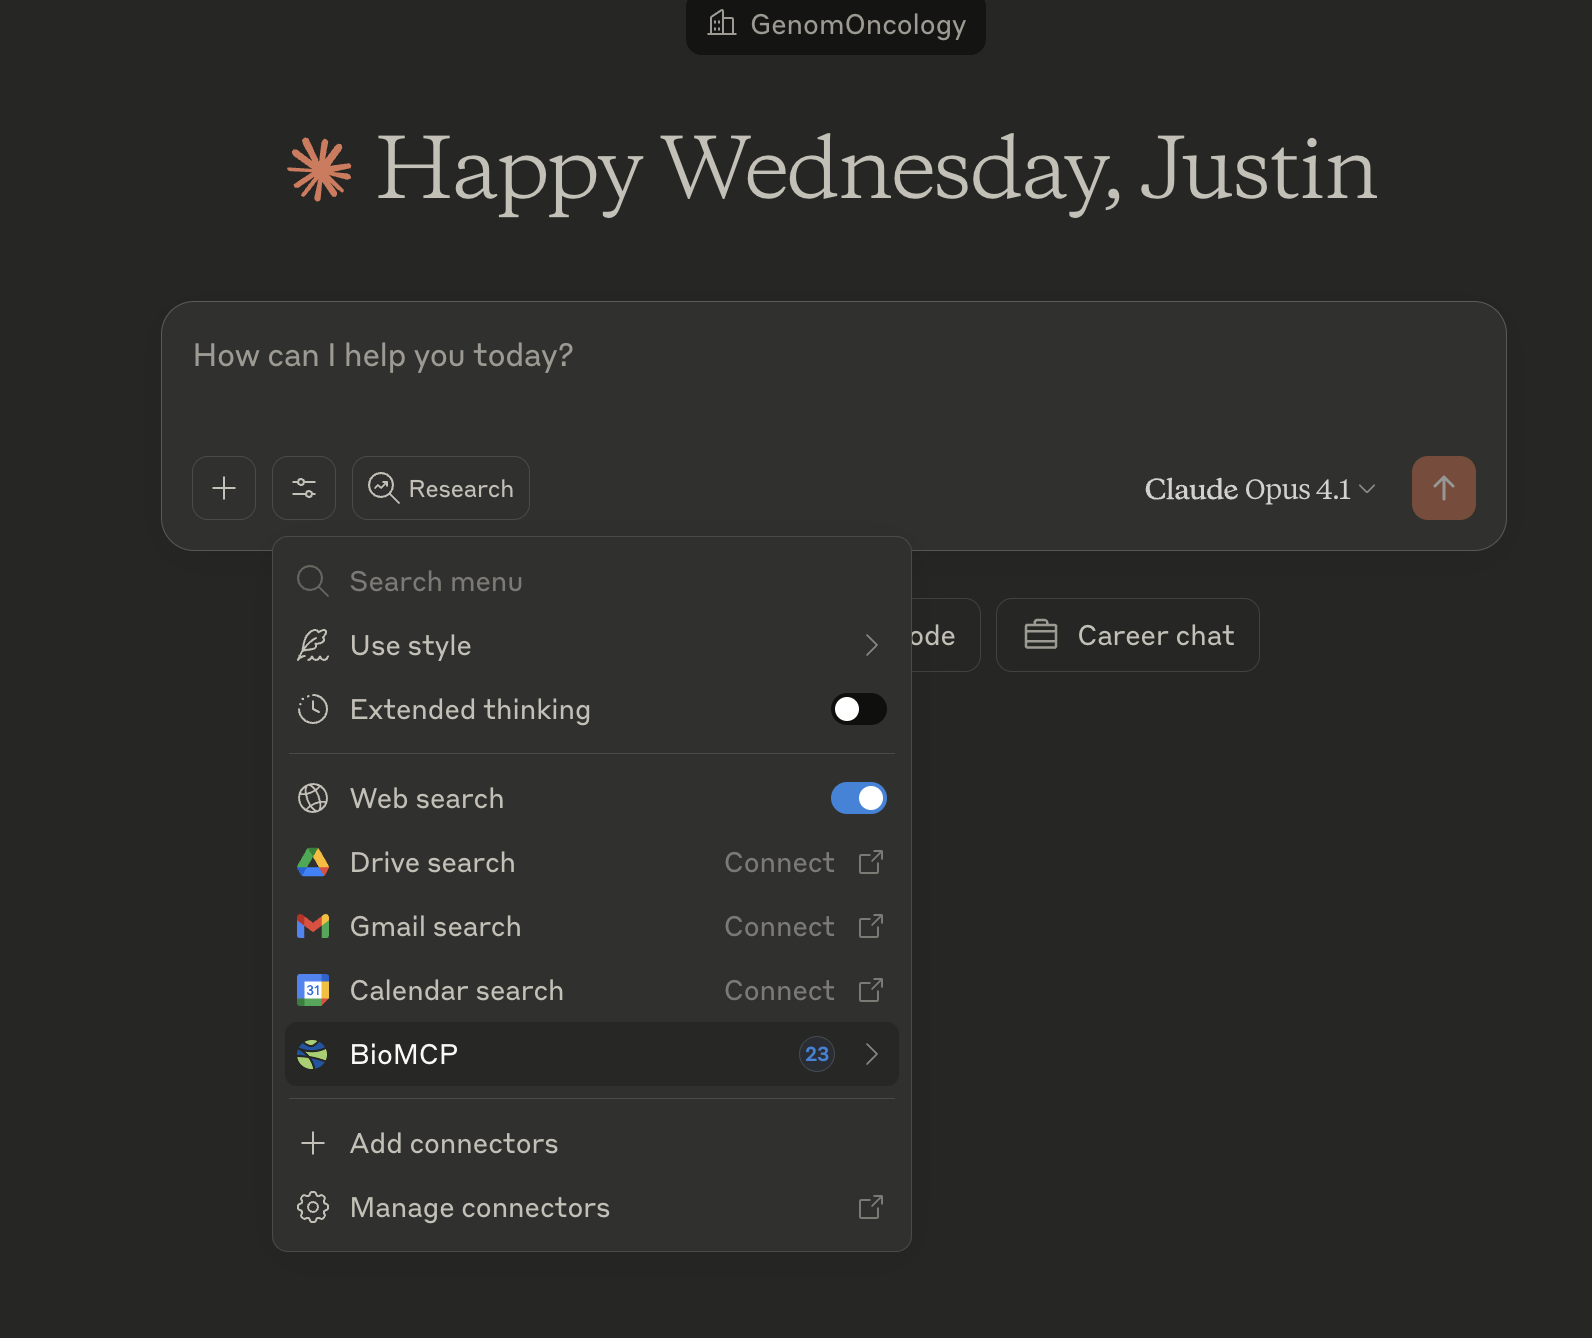 GenomOncology
Happy Wednesday, Justin
How can I help you today?
Research
Claude Opus 4.1
Search menu
Use style
Extended thinking
ode
Career chat
Web search
Drive search Connect
Gmail search Connect
31 Calendar search Connect
BioMCP 23
Add connectors
Manage connectors